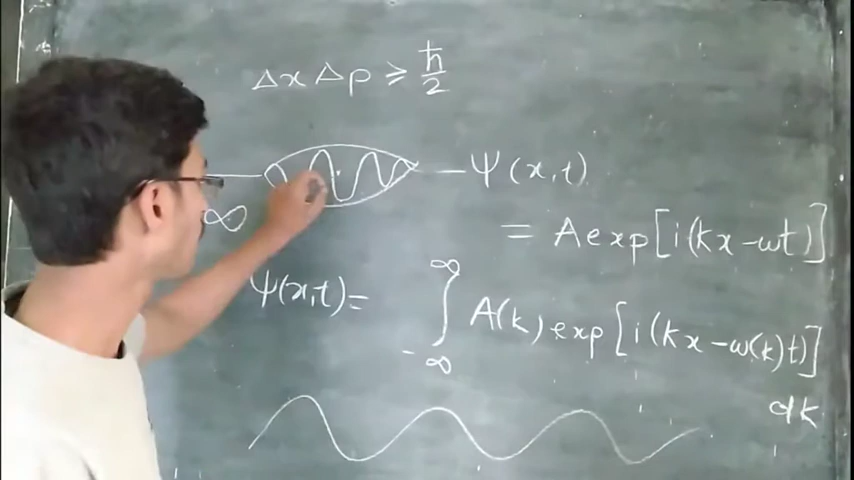 Δx Δp ⩾ ħ/2
Ψ(x,t)
= A exp[i(kx-ωt)]
∞
Ψ(x,t) = ∫_{-∞}^{∞} A(k) exp[i(kx-ω(k)t)]
dk